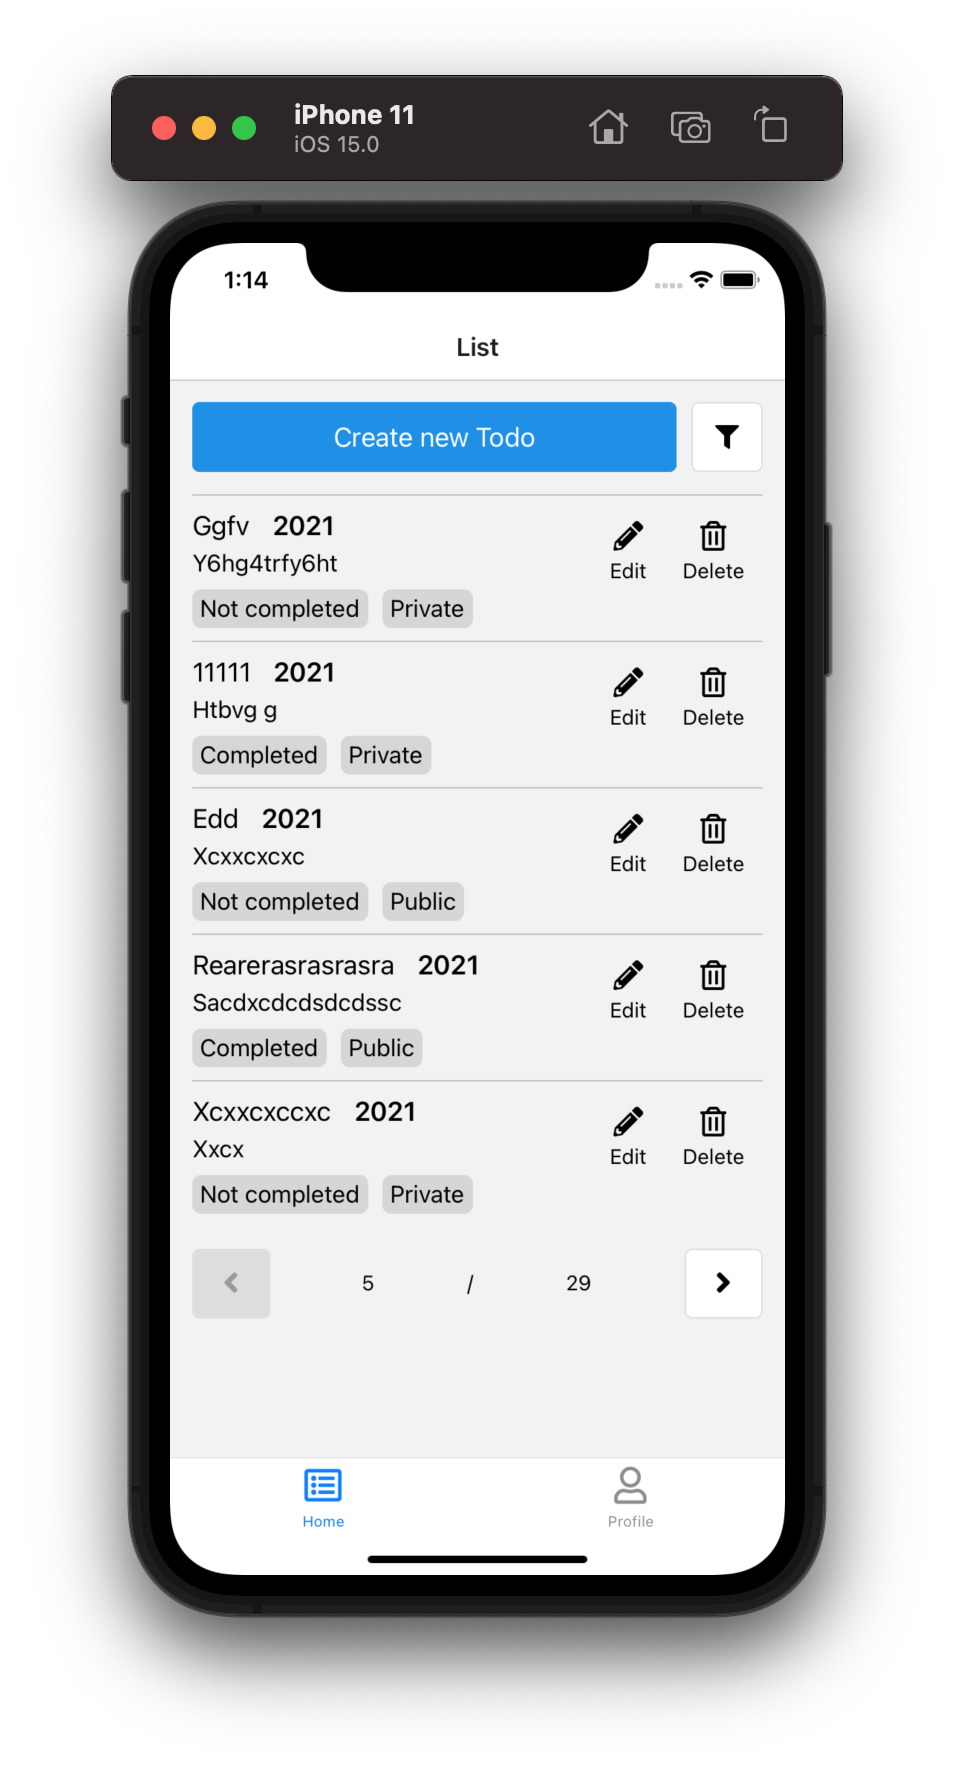 iPhone 11
iOS 15.0
1:14
List
Create new Todo
Ggfv 2021
Y6hg4trfy6ht
Edit Delete
Not completed Private
11111 2021
Htbvg g
Edit Delete
Completed Private
Edd 2021
Xcxxcxcxc
Edit Delete
Not completed Public
Rearerasrasrasra 2021
Sacdxcdcdsdcdssc
Edit Delete
Completed Public
Xcxxcxccxc 2021
Xxcx
Edit Delete
Not completed Private
5 / 29
Home Profile